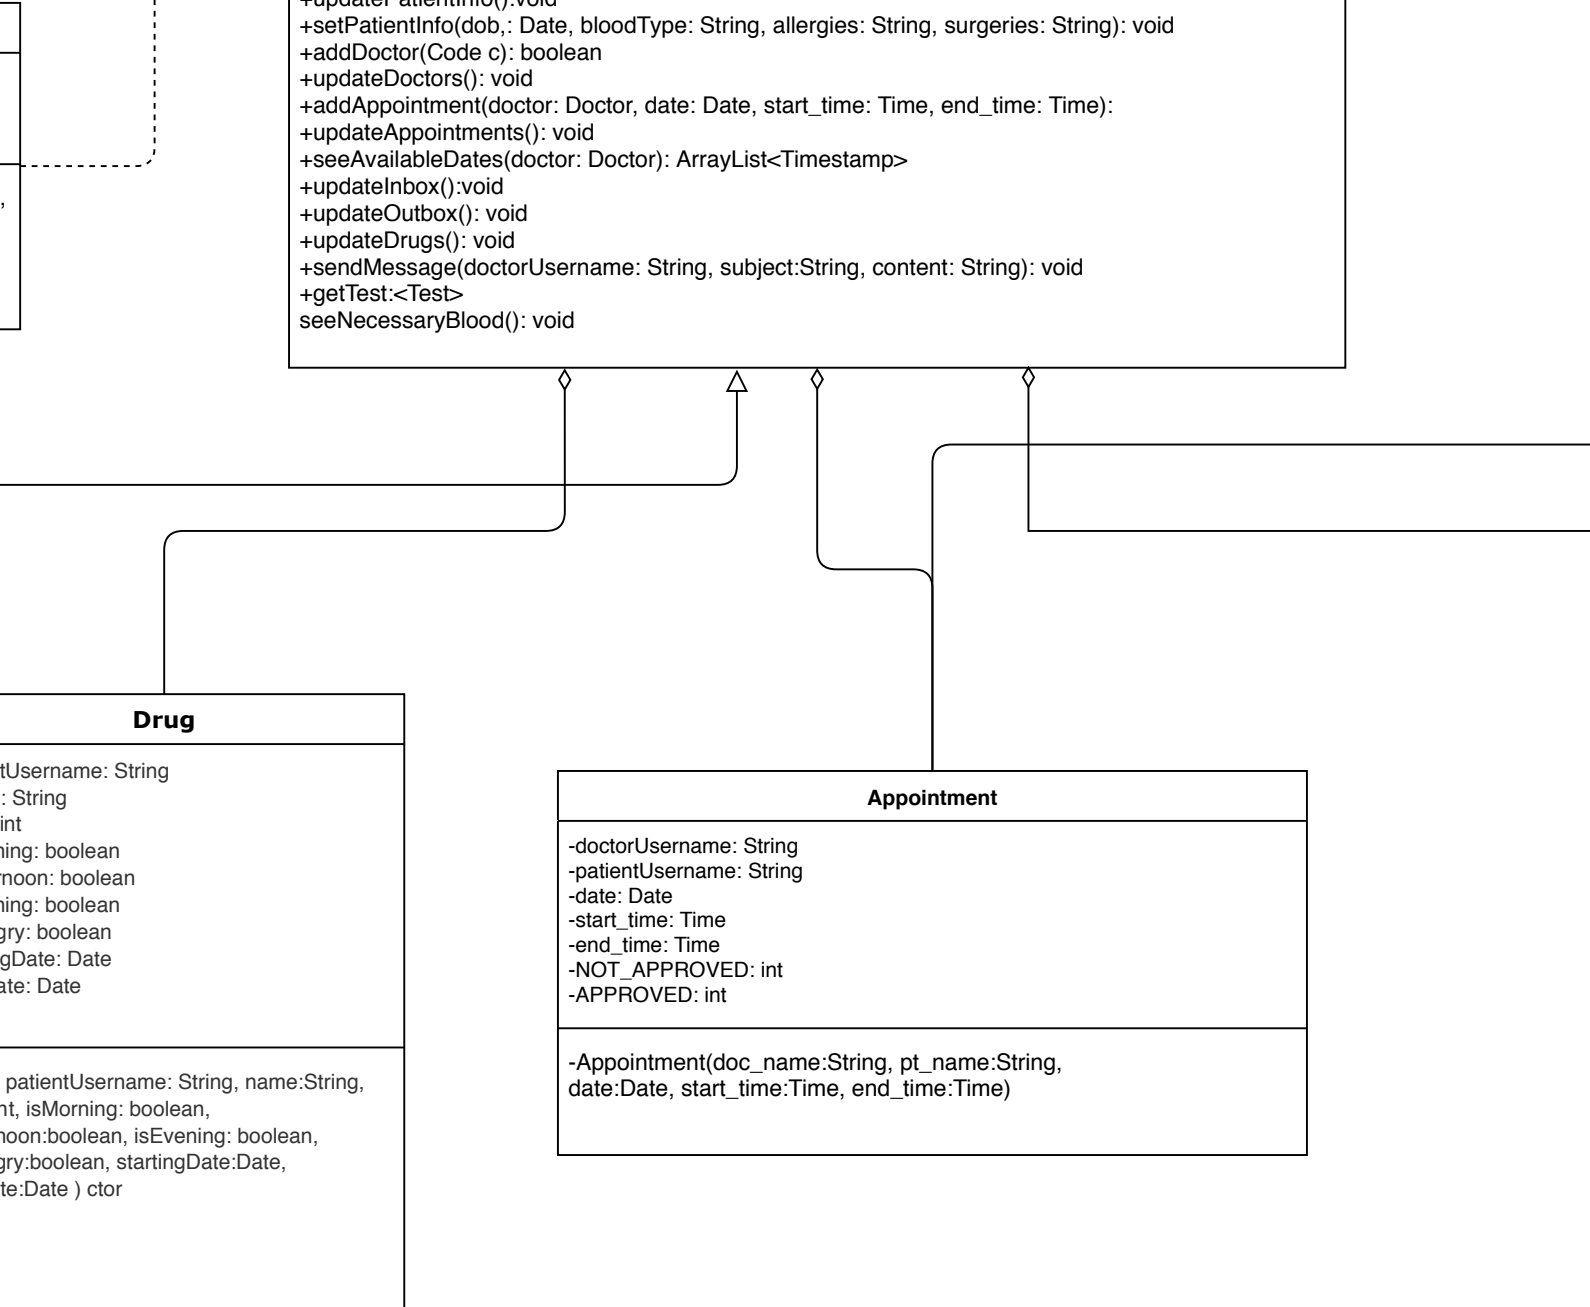 +updatePatientInfo():void
+setPatientInfo(dob,: Date, bloodType: String, allergies: String, surgeries: String): void
+addDoctor(Code c): boolean
+updateDoctors(): void
+addAppointment(doctor: Doctor, date: Date, start_time: Time, end_time: Time):
+updateAppointments(): void
+seeAvailableDates(doctor: Doctor): ArrayList<Timestamp>
+updateInbox():void
+updateOutbox(): void
+updateDrugs(): void
+sendMessage(doctorUsername: String, subject:String, content: String): void
+getTest:<Test>
seeNecessaryBlood(): void
,
Drug
tUsername: String
: String
int
ning: boolean
rnoon: boolean
ning: boolean
gry: boolean
gDate: Date
ate: Date
patientUsername: String, name:String,
nt, isMorning: boolean,
noon:boolean, isEvening: boolean,
gry:boolean, startingDate:Date,
te:Date ) ctor
Appointment
-doctorUsername: String
-patientUsername: String
-date: Date
-start_time: Time
-end_time: Time
-NOT_APPROVED: int
-APPROVED: int
-Appointment(doc_name:String, pt_name:String,
date:Date, start_time:Time, end_time:Time)